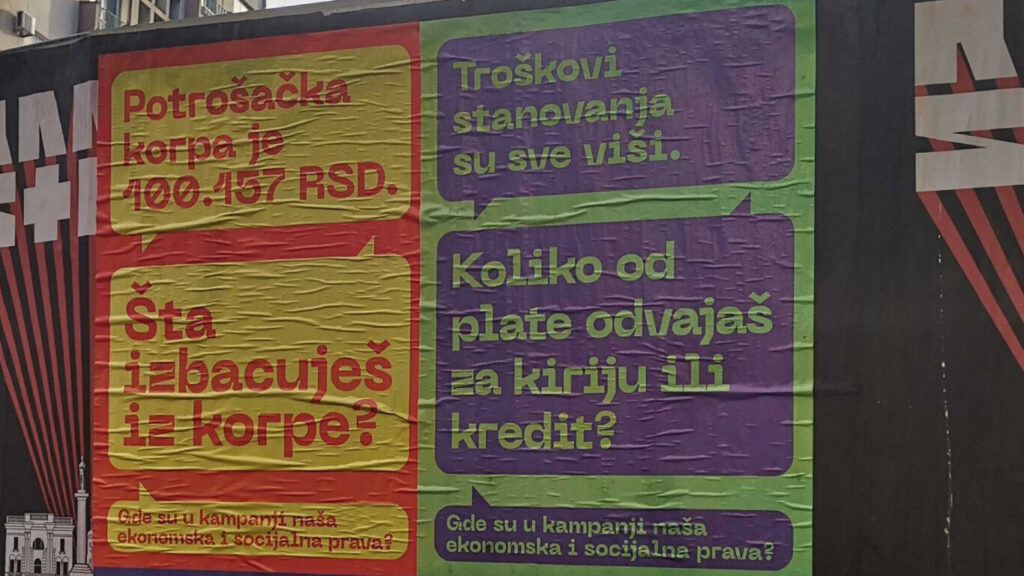 Potrošačka
korpa je
100.157 RSD.
Šta
izbacuješ
iz korpe?
Gde su u kampanji naša
ekonomska i socijalna prava?
Troškovi
stanovanja
su sve viši.
Koliko od
plate odvajaš
za kiriju ili
kredit?
Gde su u kampanji naša
ekonomska i socijalna prava?